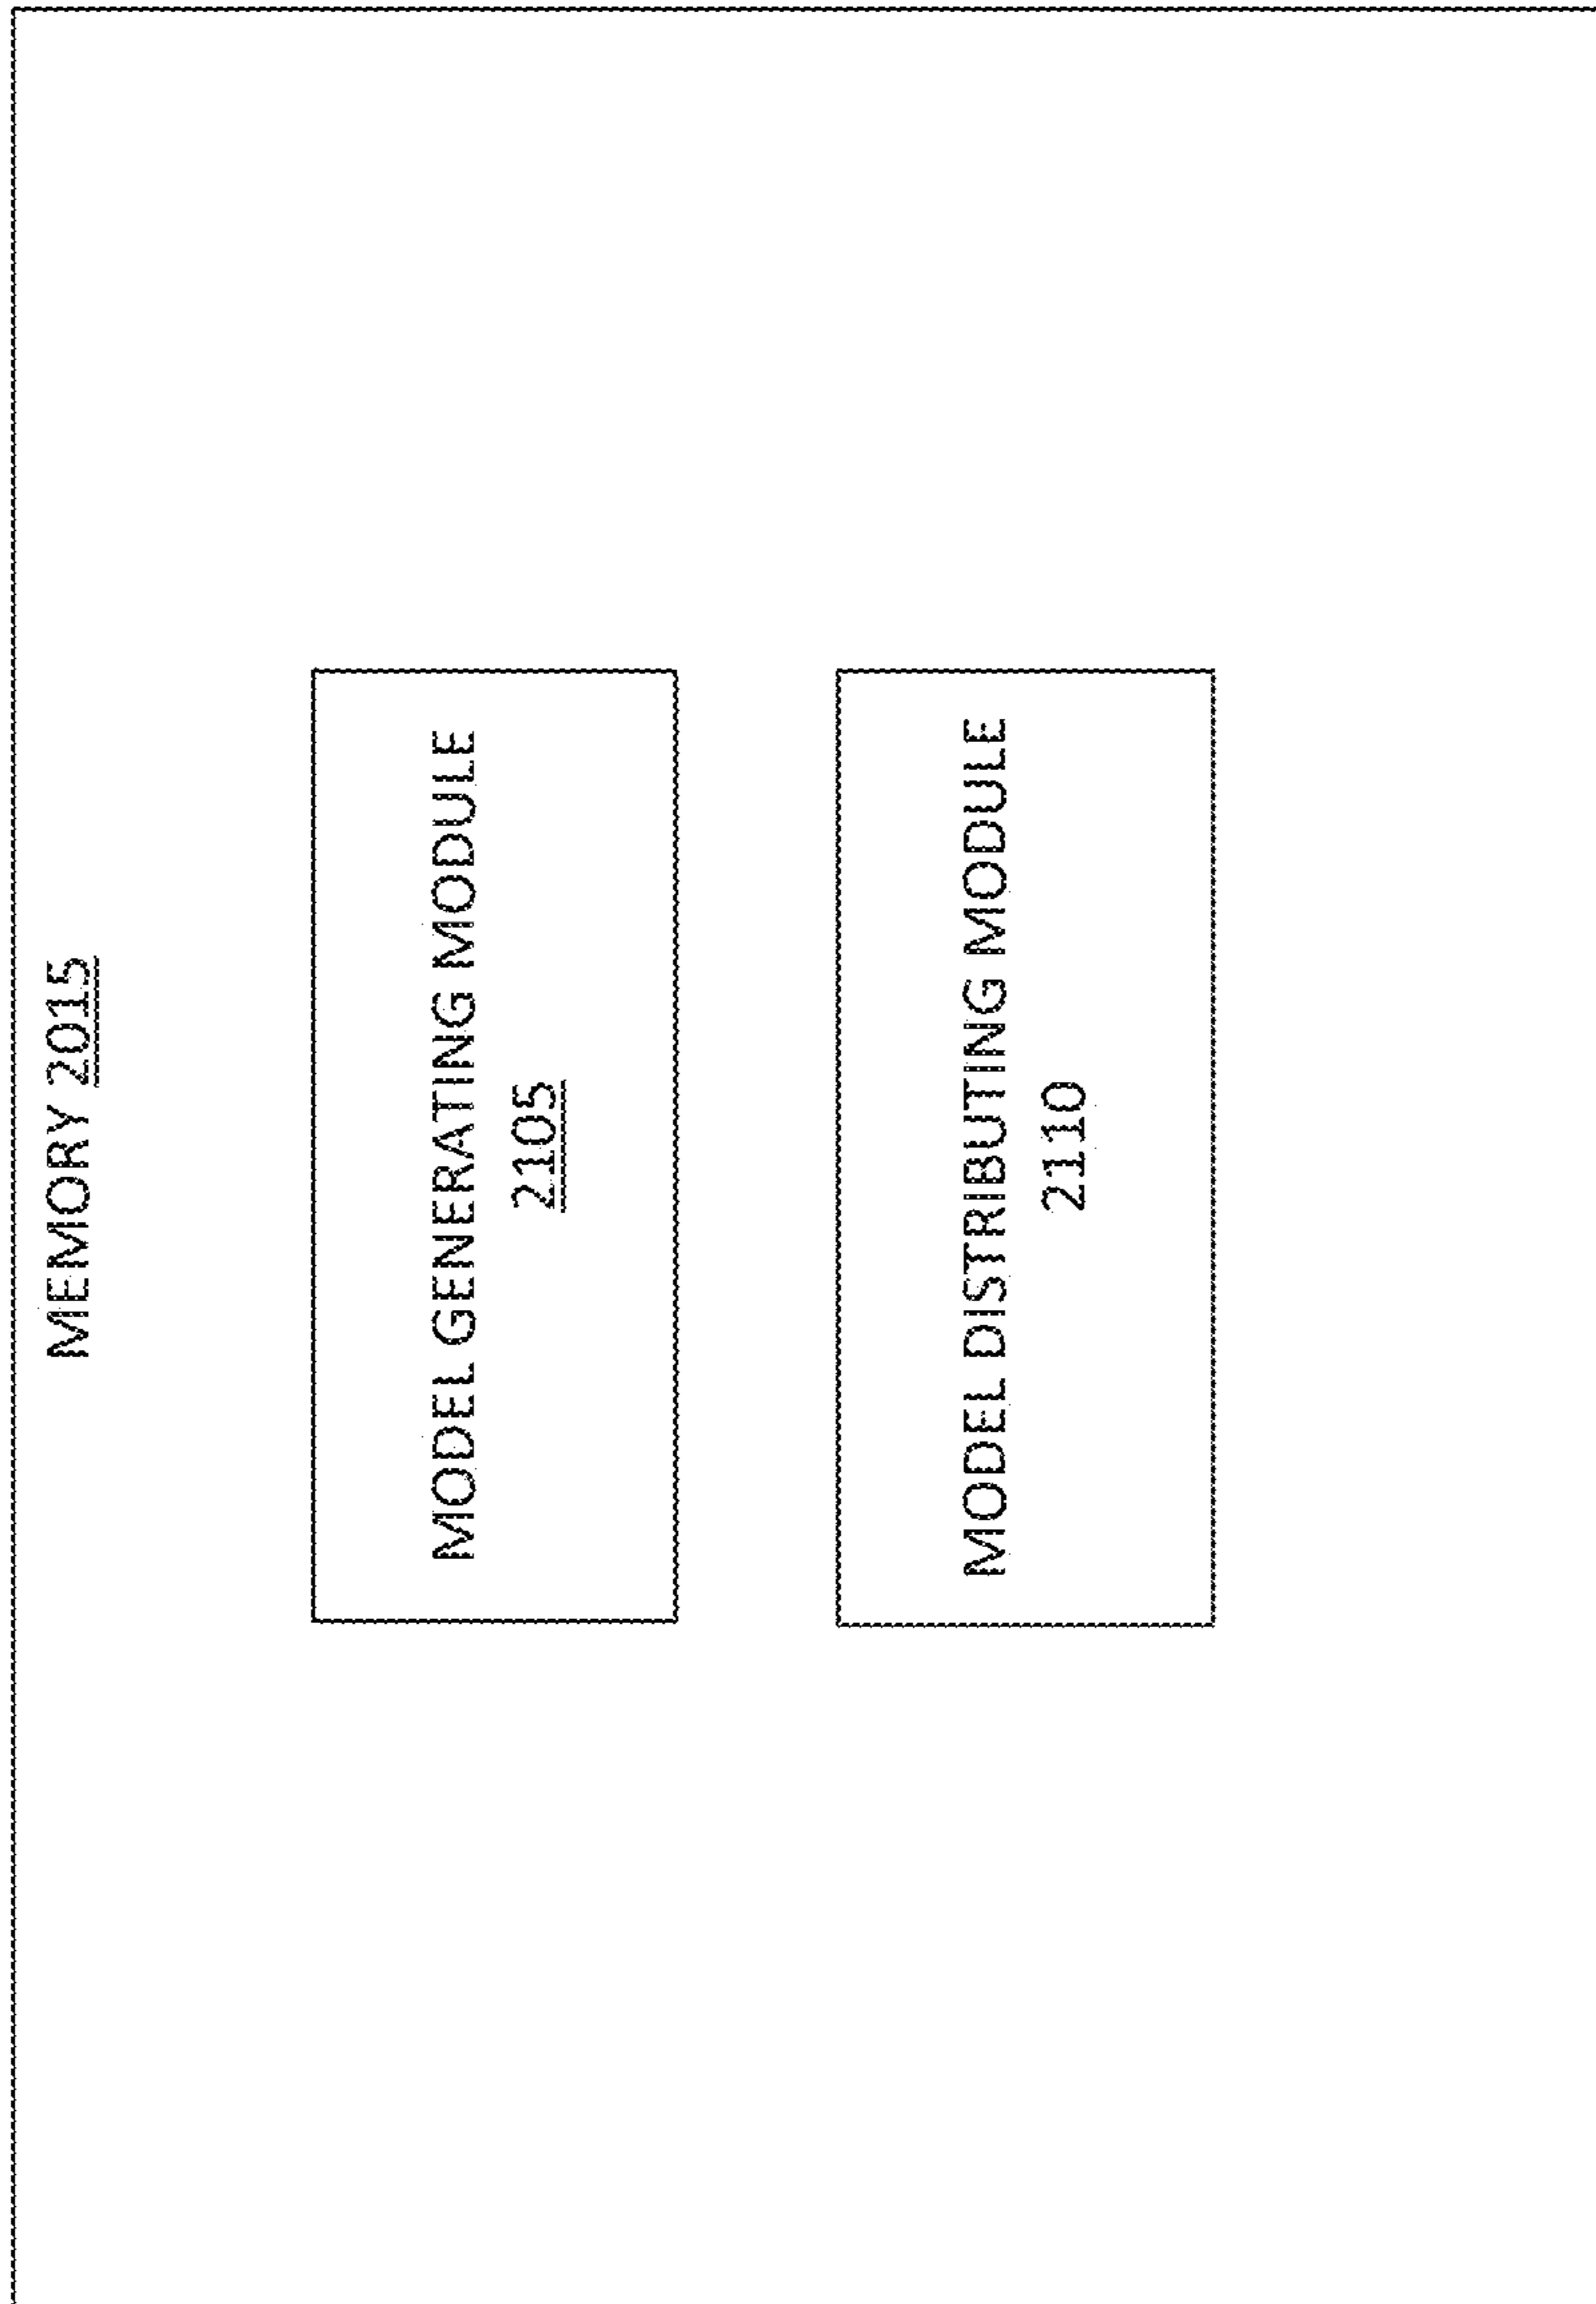 MEMORY 2015
MODEL GENERATING MODULE
2105
MODEL DISTRIBUTING MODULE
2110